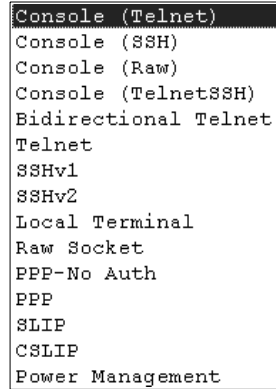 Console (Telnet)
Console (SSH)
Console (Raw)
Console (TelnetSSH)
Bidirectional Telnet
Telnet
SSHv1
SSHv2
Local Terminal
Raw Socket
PPP-No Auth
PPP
SLIP
CSLIP
Power Management